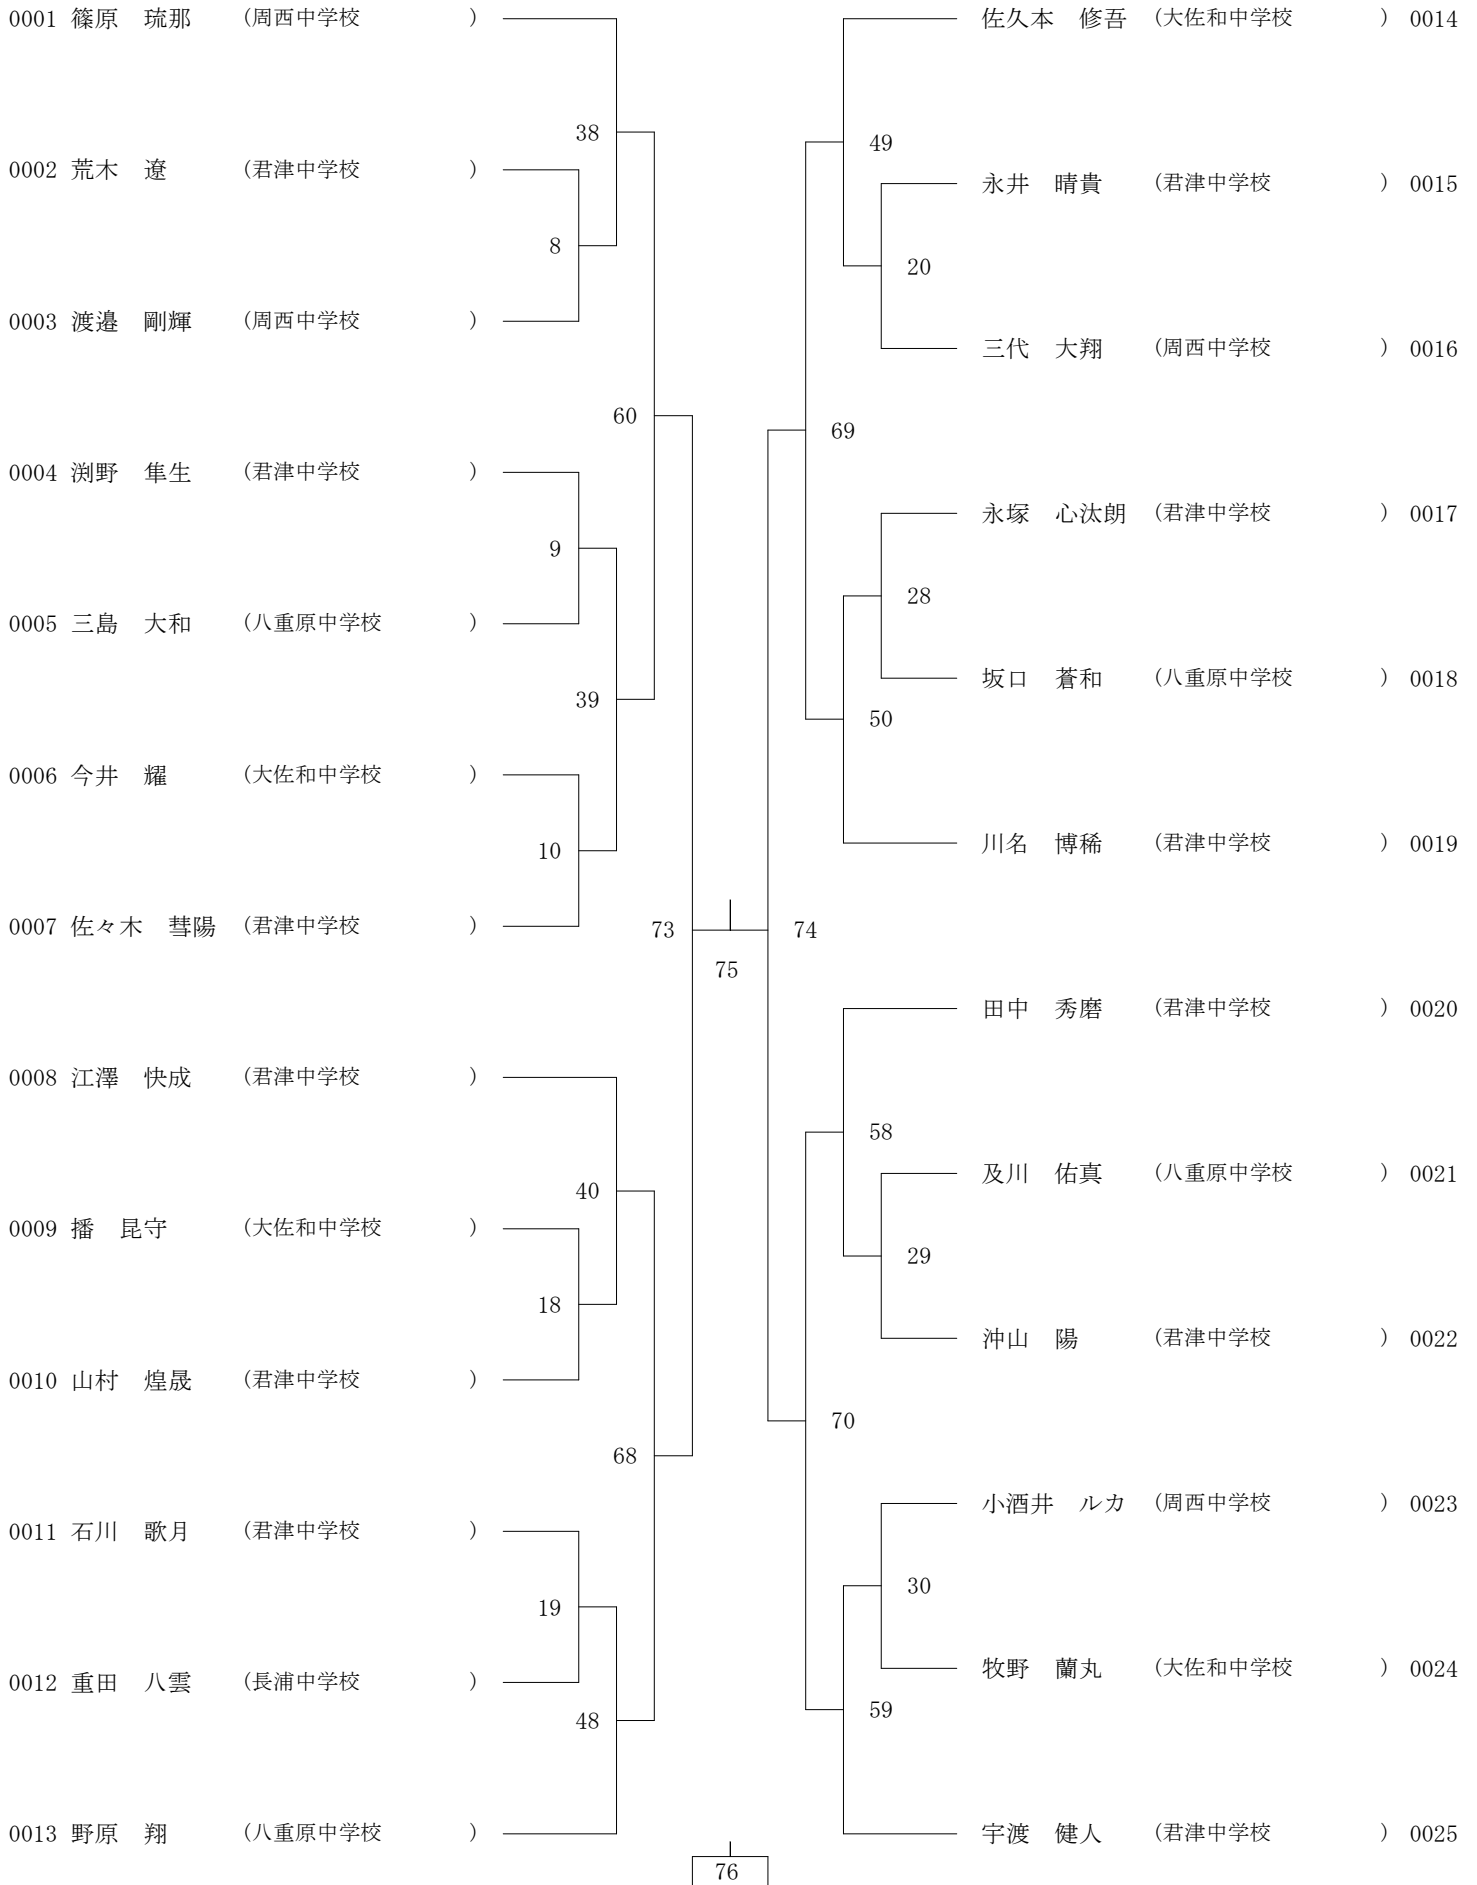 0001 篠原　琉那　(周西中学校　)
38
0002 荒木　遼　(君津中学校　)
8
0003 渡邉　剛輝　(周西中学校　)
60
0004 渕野　隼生　(君津中学校　)
9
0005 三島　大和　(八重原中学校　)
39
0006 今井　耀　(大佐和中学校　)
10
0007 佐々木　彗陽　(君津中学校　)
73
0008 江澤　快成　(君津中学校　)
40
0009 播　昆守　(大佐和中学校　)
18
0010 山村　煌晟　(君津中学校　)
68
0011 石川　歌月　(君津中学校　)
19
0012 重田　八雲　(長浦中学校　)
48
0013 野原　翔　(八重原中学校　)
75
76
佐久本　修吾　(大佐和中学校　) 0014
49
永井　晴貴　(君津中学校　) 0015
20
三代　大翔　(周西中学校　) 0016
69
永塚　心汰朗　(君津中学校　) 0017
28
坂口　蒼和　(八重原中学校　) 0018
50
川名　博稀　(君津中学校　) 0019
74
田中　秀磨　(君津中学校　) 0020
58
及川　佑真　(八重原中学校　) 0021
29
沖山　陽　(君津中学校　) 0022
70
小酒井　ルカ　(周西中学校　) 0023
30
牧野　蘭丸　(大佐和中学校　) 0024
59
宇渡　健人　(君津中学校　) 0025